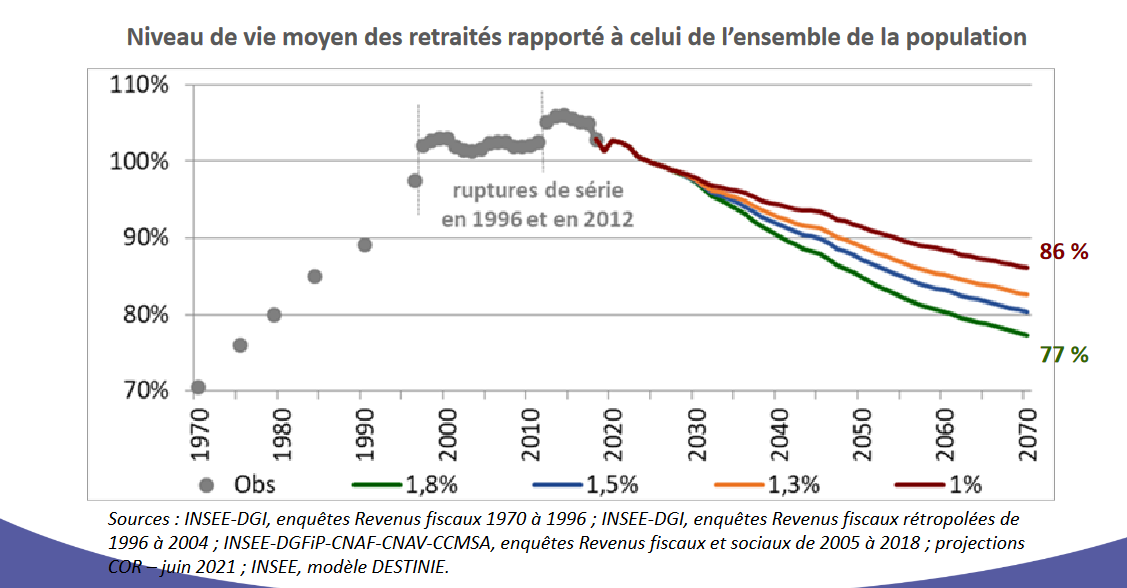 Niveau de vie moyen des retraités rapporté à celui de l'ensemble de la population
110%
100%
90%
80%
70%
ruptures de série
en 1996 et en 2012
86 %
77 %
1970
1980
1990
2000
2010
2020
2030
2040
2050
2060
2070
Obs 1,8% 1,5% 1,3% 1%
Sources : INSEE-DGI, enquêtes Revenus fiscaux 1970 à 1996 ; INSEE-DGI, enquêtes Revenus fiscaux rétropolées de
1996 à 2004 ; INSEE-DGFiP-CNAF-CNAV-CCMSA, enquêtes Revenus fiscaux et sociaux de 2005 à 2018 ; projections
COR – juin 2021 ; INSEE, modèle DESTINIE.